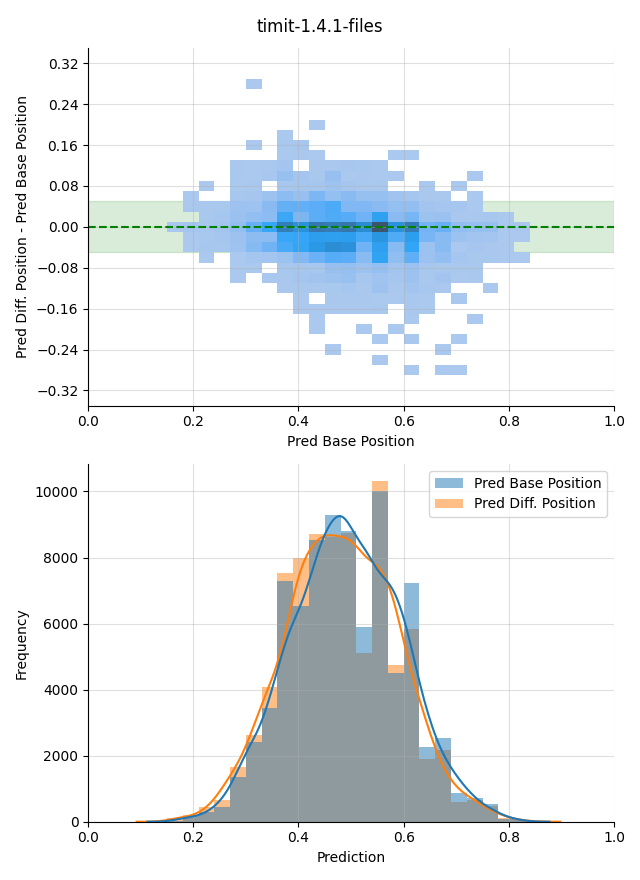 timit-1.4.1-files
Pred Diff. Position - Pred Base Position
0.32
0.24
0.16
0.08
0.00
−0.08
−0.16
−0.24
−0.32
0.0 0.2 0.4 0.6 0.8 1.0
Pred Base Position
Pred Base Position
Pred Diff. Position
Frequency
10000
8000
6000
4000
2000
0
0.0 0.2 0.4 0.6 0.8 1.0
Prediction